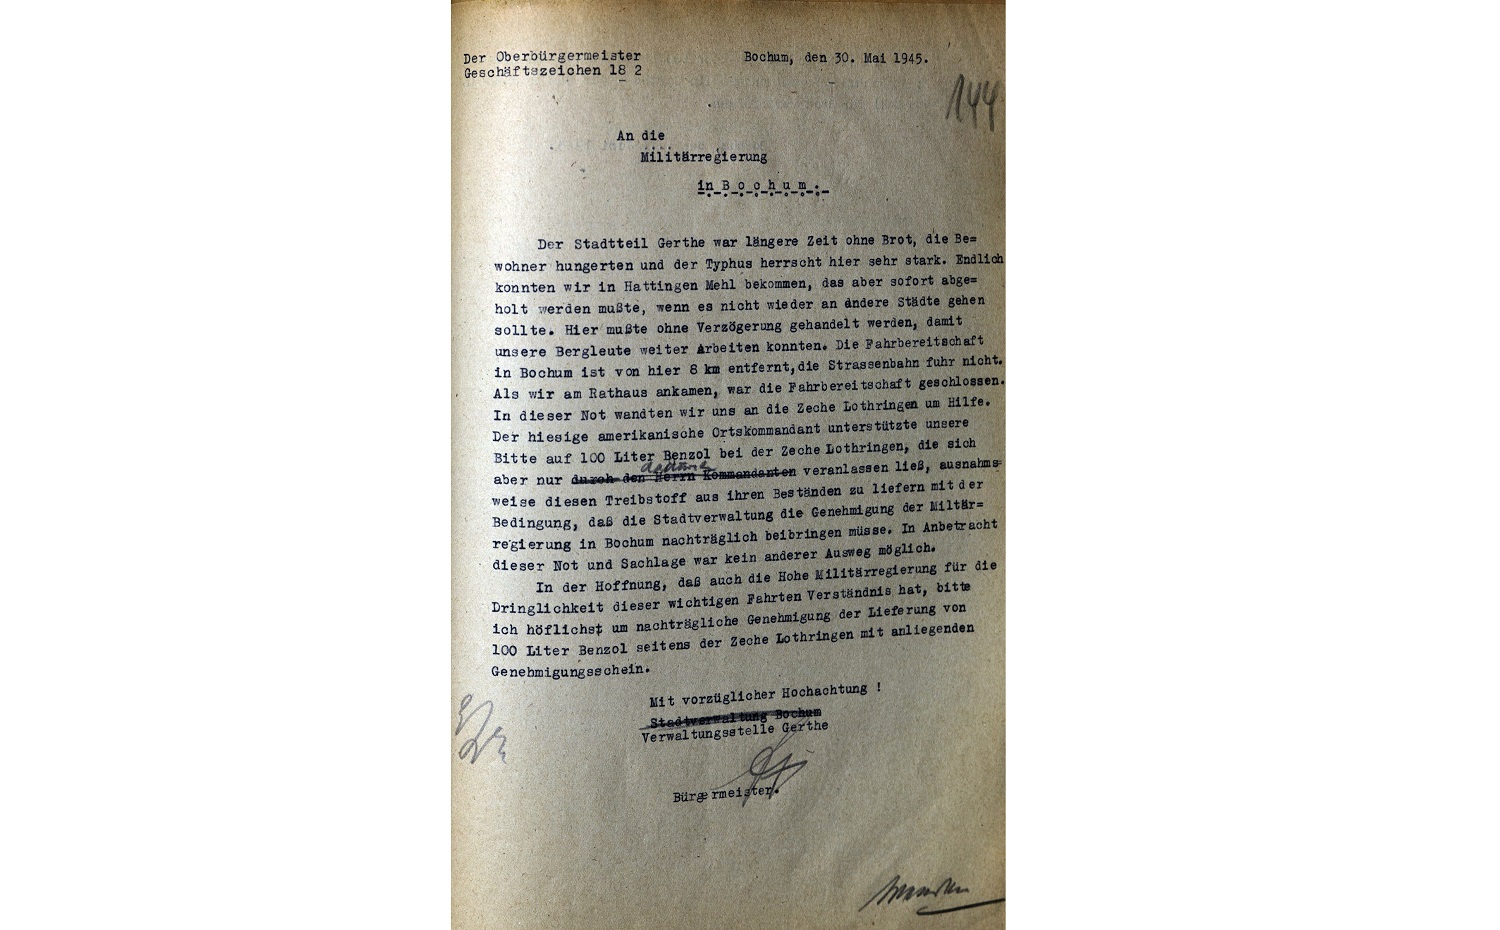 Der Oberbürgermeister
Geschäftszeichen 18 2
Bochum, den 30. Mai 1945.
144
An die
Militärregierung
in Bochum.
Der Stadtteil Gerthe war längere Zeit ohne Brot, die Be=
wohner hungerten und der Typhus herrscht hier sehr stark. Endlich
konnten wir in Hattingen Mehl bekommen, das aber sofort abge=
holt werden mußte, wenn es nicht wieder an andere Städte gehen
sollte. Hier mußte ohne Verzögerung gehandelt werden, damit
unsere Bergleute weiter Arbeiten konnten. Die Fahrbereitschaft
in Bochum ist von hier 8 km entfernt, die Strassenbahn fuhr nicht.
Als wir am Rathaus ankamen, war die Fahrbereitschaft geschlossen.
In dieser Not wandten wir uns an die Zeche Lothringen um Hilfe.
Der hiesige amerikanische Ortskommandant unterstützte unsere
Bitte auf 100 Liter Benzol bei der Zeche Lothringen, die sich
dadurch
aber nur durch den Herrn Kommandanten veranlassen ließ, ausnahms=
weise diesen Treibstoff aus ihren Beständen zu liefern mit der
Bedingung, daß die Stadtverwaltung die Genehmigung der Miltär=
regierung in Bochum nachträglich beibringen müsse. In Anbetracht
dieser Not und Sachlage war kein anderer Ausweg möglich.
In der Hoffnung, daß auch die Hohe Militärregierung für die
Dringlichkeit dieser wichtigen Fahrten Verständnis hat, bitte
ich höflichst um nachträgliche Genehmigung der Lieferung von
100 Liter Benzol seitens der Zeche Lothringen mit anliegenden
Genehmigungsschein.
Mit vorzüglicher Hochachtung !
Stadtverwaltung Bochum
Verwaltungsstelle Gerthe
Bürgermeister.